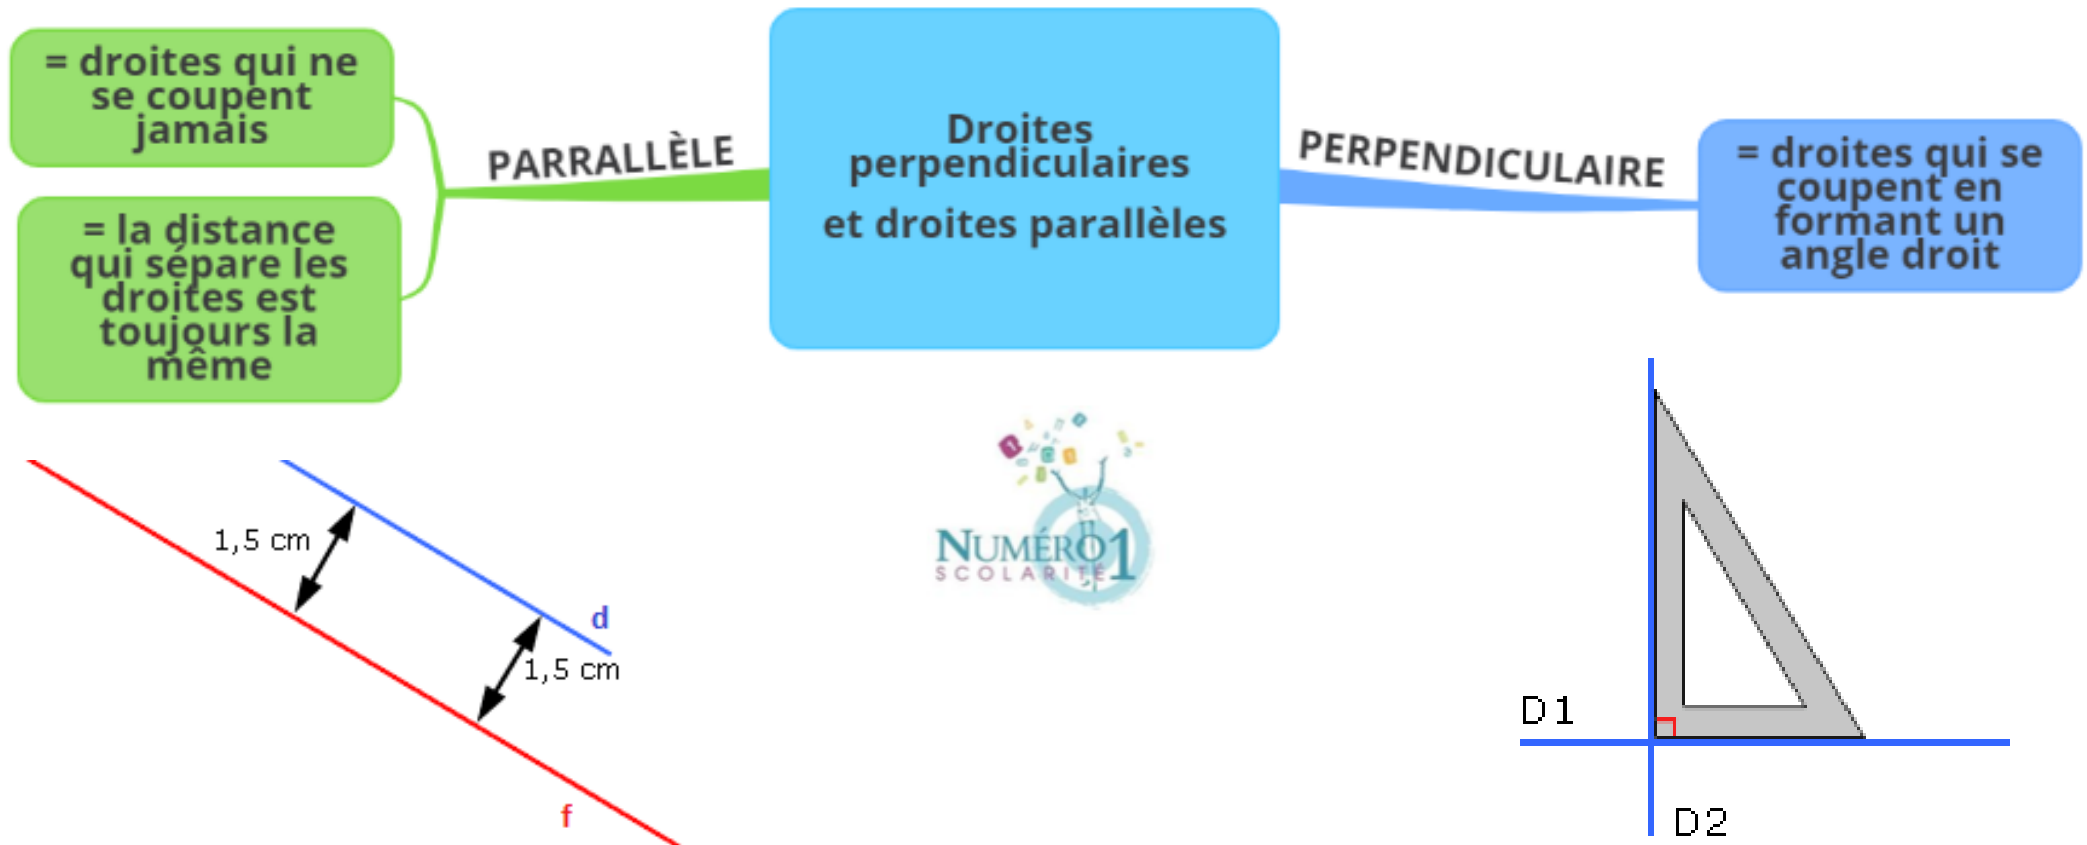 = droites qui ne
se coupent
jamais
= la distance
qui sépare les
droites est
toujours la
même
PARRALLÈLE
Droites
perpendiculaires
et droites parallèles
PERPENDICULAIRE
= droites qui se
coupent en
formant un
angle droit
1,5 cm
d
1,5 cm
f
NUMÉRO1
SCOLARITÉ
D1
D2